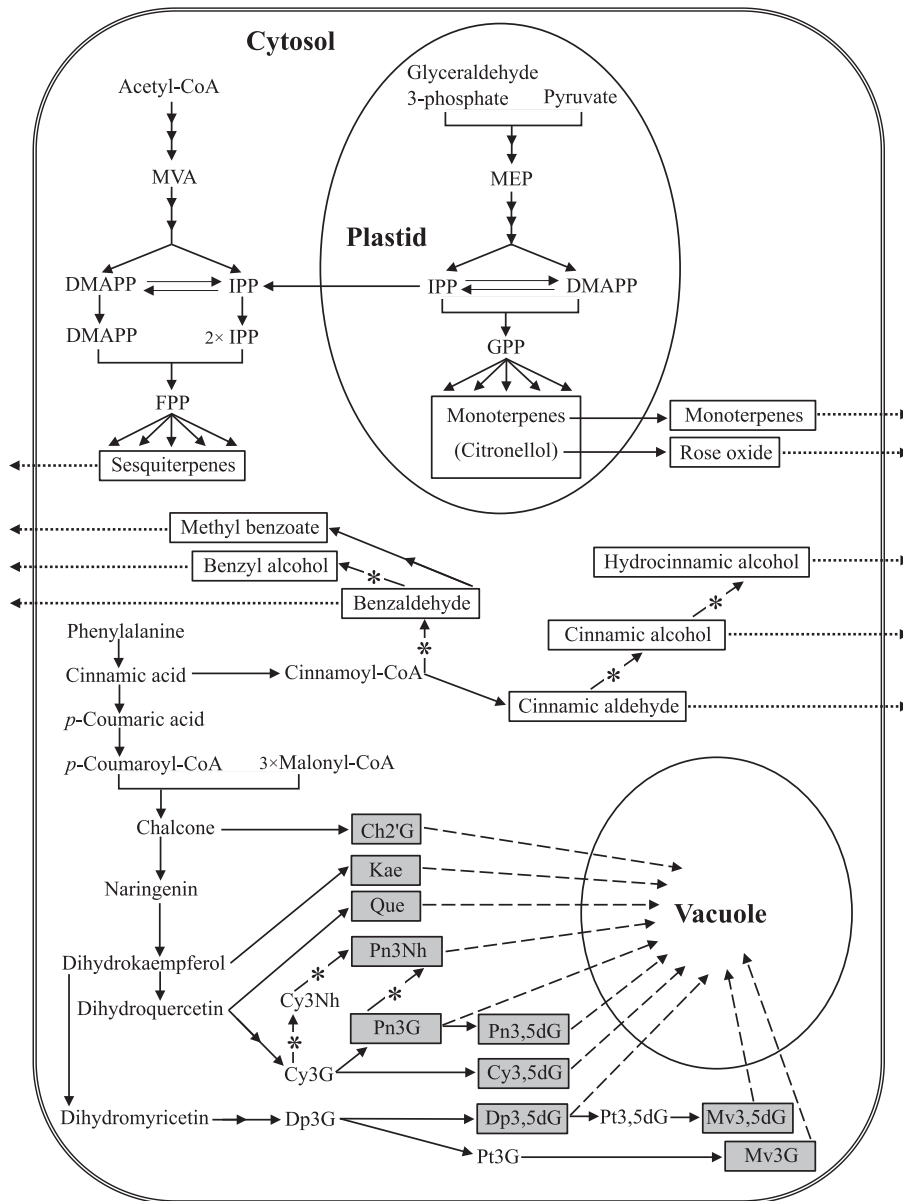 Cytosol
Acetyl-CoA
Glyceraldehyde
3-phosphate
Pyruvate
MVA
MEP
Plastid
DMAPP
IPP
IPP
DMAPP
DMAPP
2× IPP
GPP
FPP
Monoterpenes
(Citronellol)
Monoterpenes
Rose oxide
Sesquiterpenes
Methyl benzoate
Benzyl alcohol
*
Benzaldehyde
Hydrocinnamic alcohol
*
Phenylalanine
*
Cinnamic alcohol
Cinnamic acid
Cinnamoyl-CoA
*
Cinnamic aldehyde
p-Coumaric acid
p-Coumaroyl-CoA
3×Malonyl-CoA
Chalcone
Ch2'G
Naringenin
Kae
Que
Vacuole
Dihydrokaempferol
Pn3Nh
*
Dihydroquercetin
Cy3Nh
*
*
Pn3G
Pn3,5dG
Cy3G
Cy3,5dG
Dihydromyricetin
Dp3G
Dp3,5dG
Pt3,5dG
Mv3,5dG
Pt3G
Mv3G